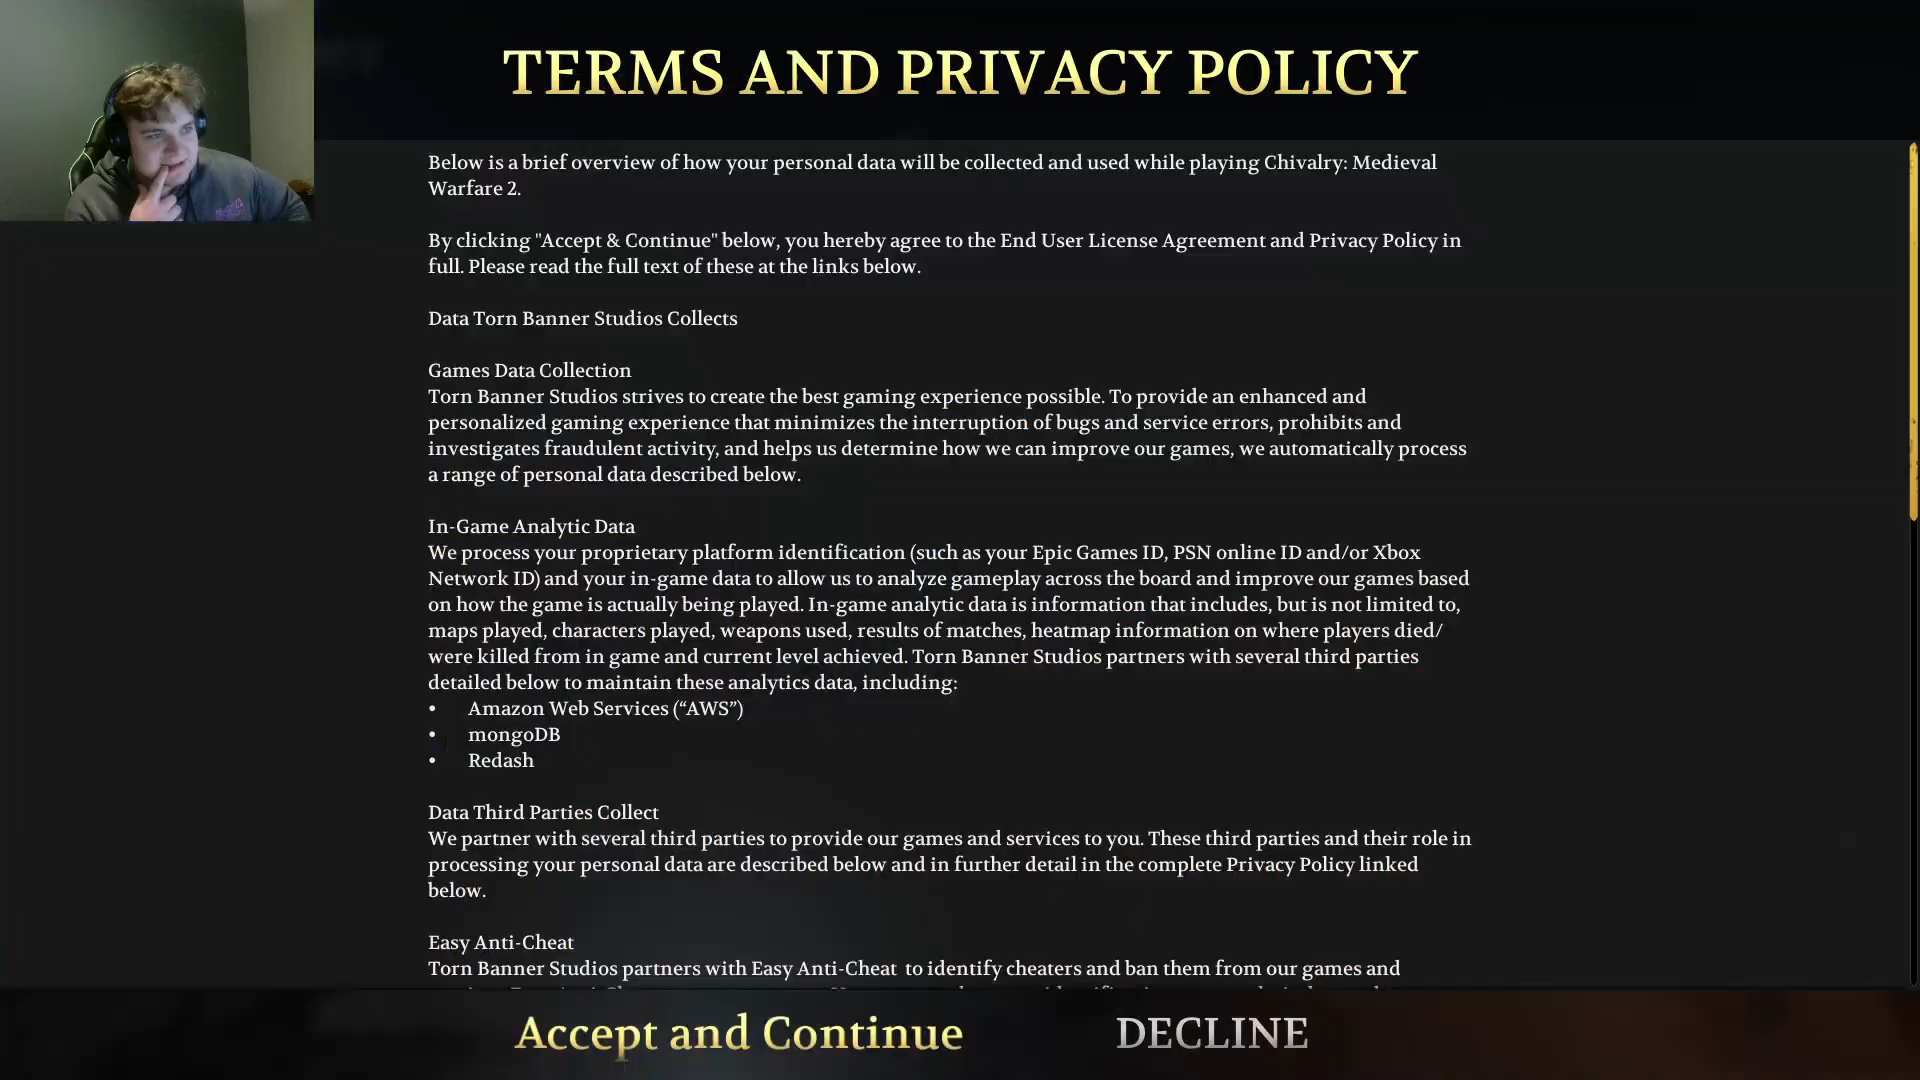 TERMS AND PRIVACY POLICY
Below is a brief overview of how your personal data will be collected and used while playing Chivalry: Medieval
Warfare 2.
By clicking "Accept & Continue" below, you hereby agree to the End User License Agreement and Privacy Policy in
full. Please read the full text of these at the links below.
Data Torn Banner Studios Collects
Games Data Collection
Torn Banner Studios strives to create the best gaming experience possible. To provide an enhanced and
personalized gaming experience that minimizes the interruption of bugs and service errors, prohibits and
investigates fraudulent activity, and helps us determine how we can improve our games, we automatically process
a range of personal data described below.
In-Game Analytic Data
We process your proprietary platform identification (such as your Epic Games ID, PSN online ID and/or Xbox
Network ID) and your in-game data to allow us to analyze gameplay across the board and improve our games based
on how the game is actually being played. In-game analytic data is information that includes, but is not limited to,
maps played, characters played, weapons used, results of matches, heatmap information on where players died/
were killed from in game and current level achieved. Torn Banner Studios partners with several third parties
detailed below to maintain these analytics data, including:
• Amazon Web Services (“AWS”)
• mongoDB
• Redash
Data Third Parties Collect
We partner with several third parties to provide our games and services to you. These third parties and their role in
processing your personal data are described below and in further detail in the complete Privacy Policy linked
below.
Easy Anti-Cheat
Torn Banner Studios partners with Easy Anti-Cheat to identify cheaters and ban them from our games and
Accept and Continue
DECLINE